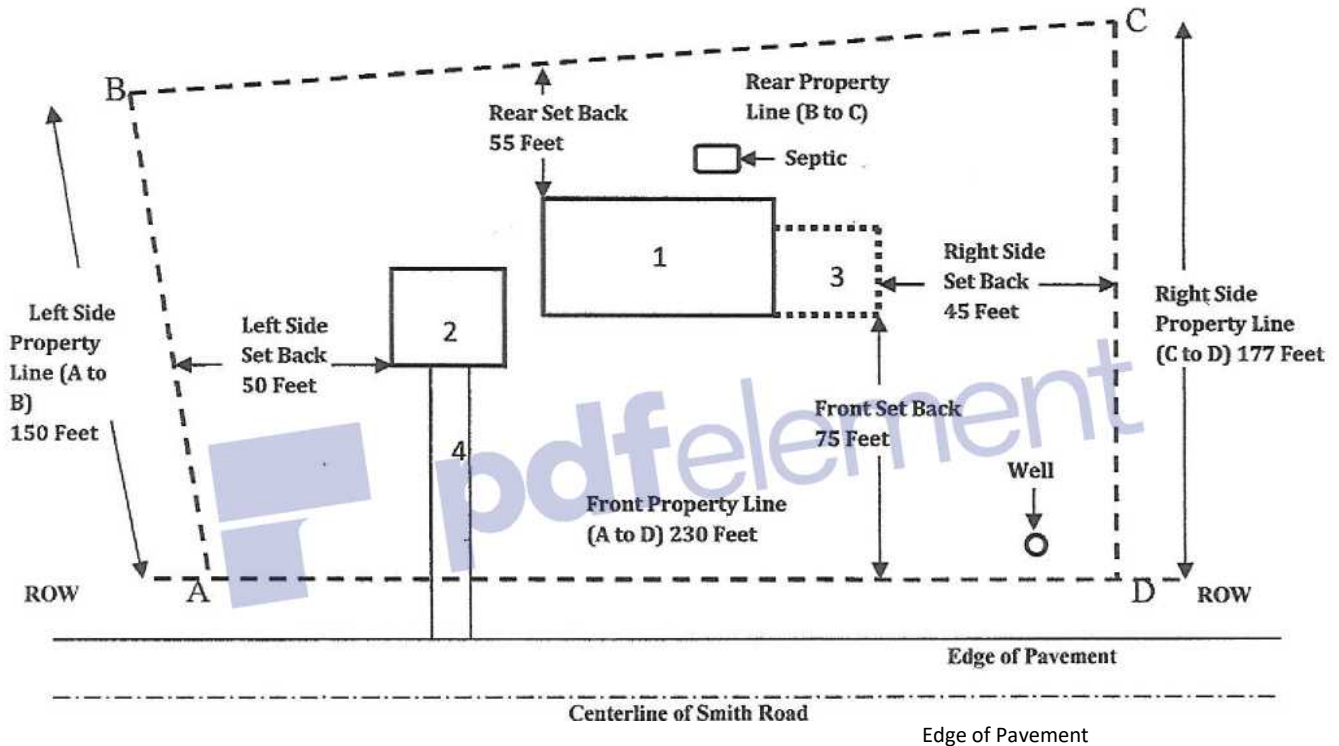 C
B
Rear Set Back
55 Feet
Rear Property
Line (B to C)
Septic
1
2
3
Left Side
Property
Line (A to
B)
150 Feet
Left Side
Set Back
50 Feet
Right Side
Set Back
45 Feet
Right Side
Property Line
(C to D) 177 Feet
Front Set Back
75 Feet
4
pdfelement
Well
Front Property Line
(A to D) 230 Feet
ROW
A
D
ROW
Edge of Pavement
Centerline of Smith Road
Edge of Pavement